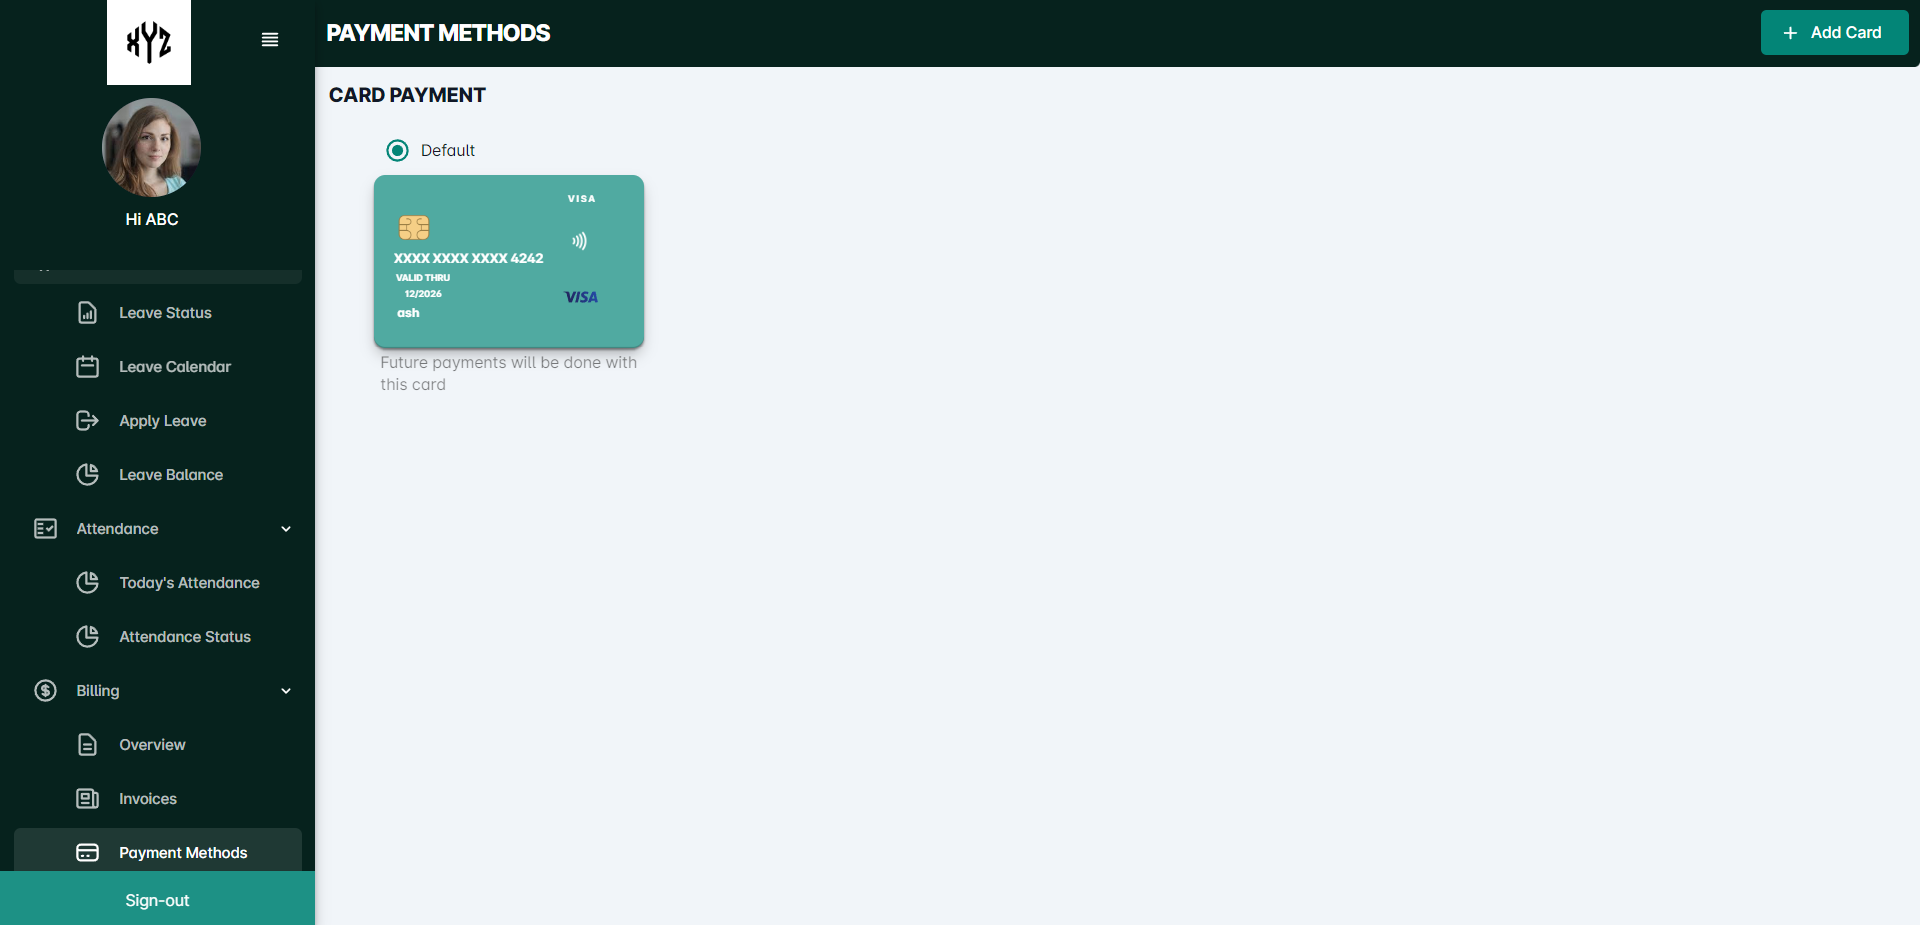 XYZ
Hi ABC
Leave Status
Leave Calendar
Apply Leave
Leave Balance
Attendance
Today's Attendance
Attendance Status
Billing
Overview
Invoices
Payment Methods
Sign-out
PAYMENT METHODS
+ Add Card
CARD PAYMENT
Default
VISA
XXXX XXXX XXXX 4242
VALID THRU
12/2026
VISA
ash
Future payments will be done with
this card